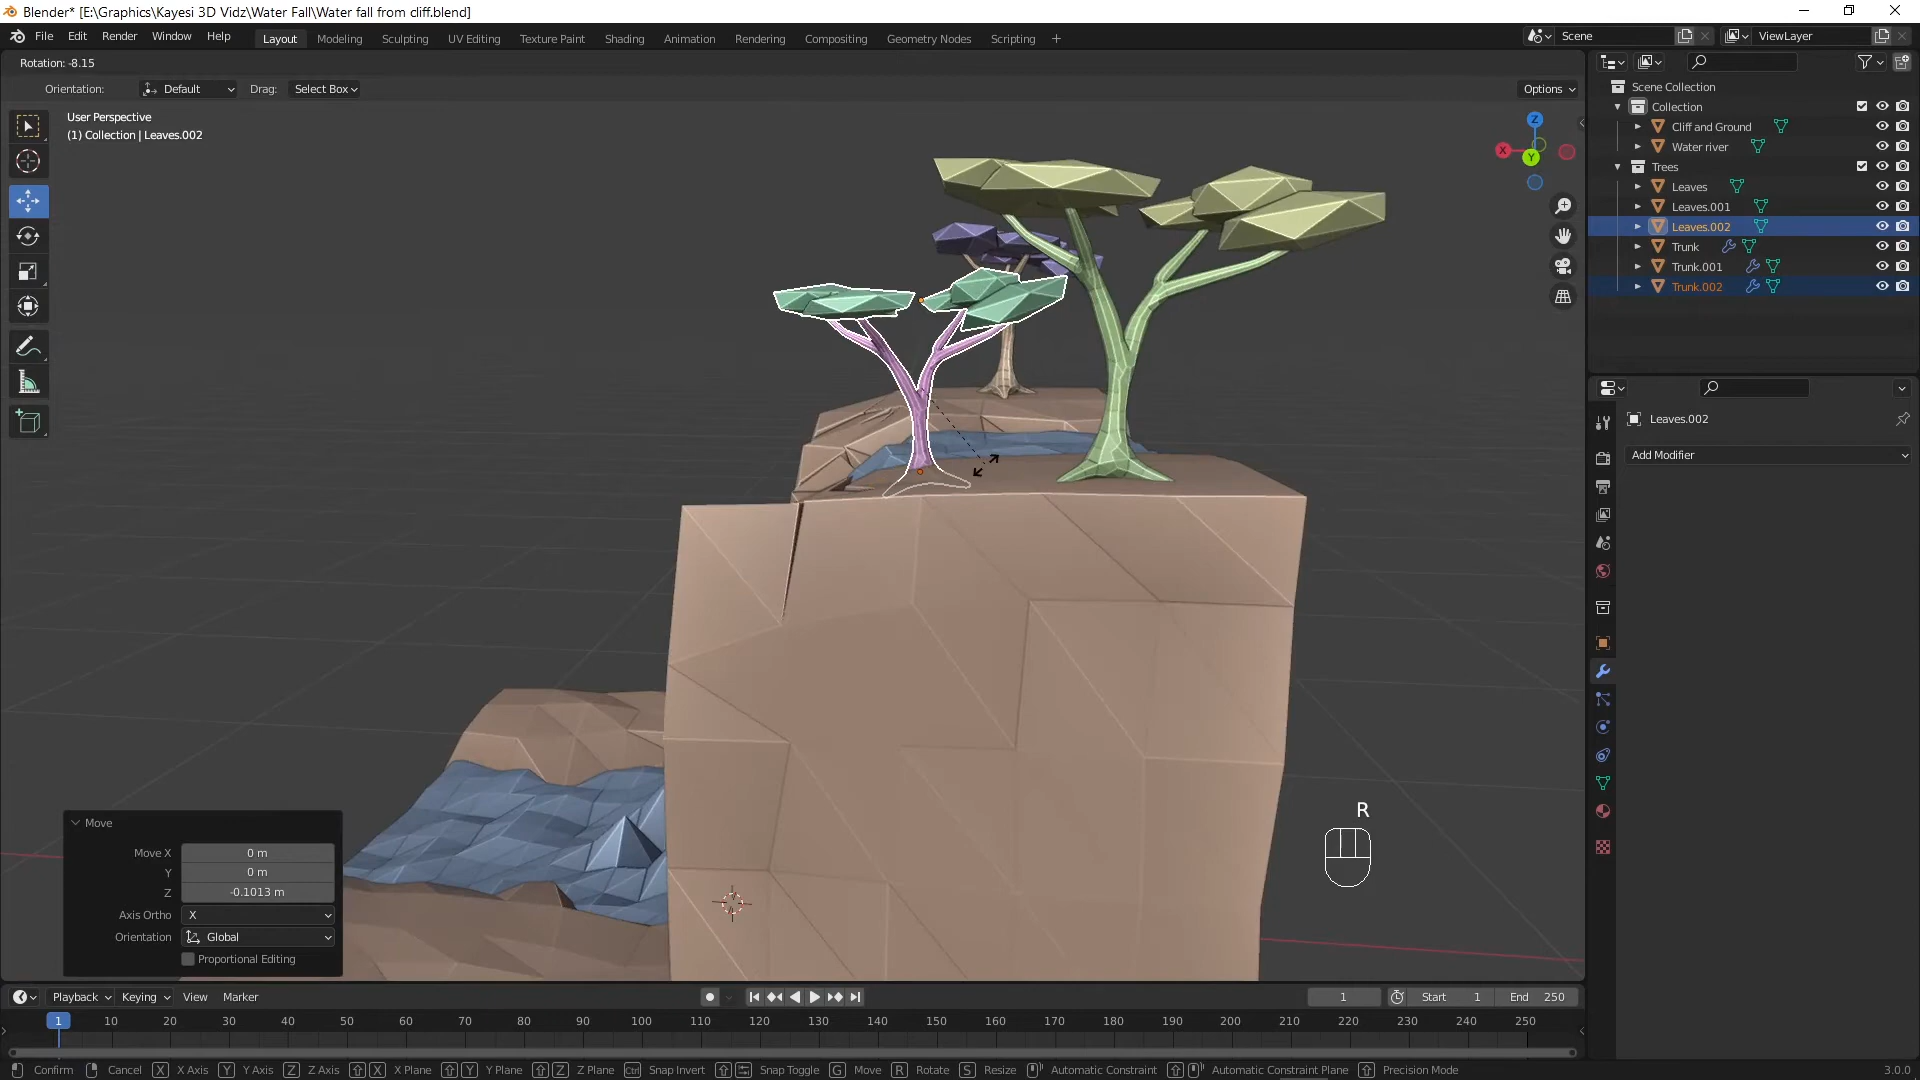 Blender* [E:\Graphics\Kayesi 3D Vidz\Water Fall\Water fall from cliff.blend]
File Edit Render Window Help Layout Modeling Sculpting UV Editing Texture Paint Shading Animation Rendering Compositing Geometry Nodes Scripting + Scene ViewLayer
Rotation: -8.15
Orientation: Default Drag: Select Box Options
User Perspective
(1) Collection | Leaves.002
Z
X
Y
Scene Collection
Collection
Cliff and Ground
Water river
Trees
Leaves
Leaves.001
Leaves.002
Trunk
Trunk.001
Trunk.002
Leaves.002
Add Modifier
R
Move
Move X 0 m
Y 0 m
Z -0.1013 m
Axis Ortho X
Orientation Global
Proportional Editing
Playback Keying View Marker 1 Start 1 End 250
1 10 20 30 40 50 60 70 80 90 100 110 120 130 140 150 160 170 180 190 200 210 220 230 240 250
Confirm Cancel X X Axis Y Y Axis Z Z Axis X X Plane Y Y Plane Z Z Plane Ctrl Snap Invert Snap Toggle G Move R Rotate S Resize Automatic Constraint Automatic Constraint Plane Precision Mode 3.0.0